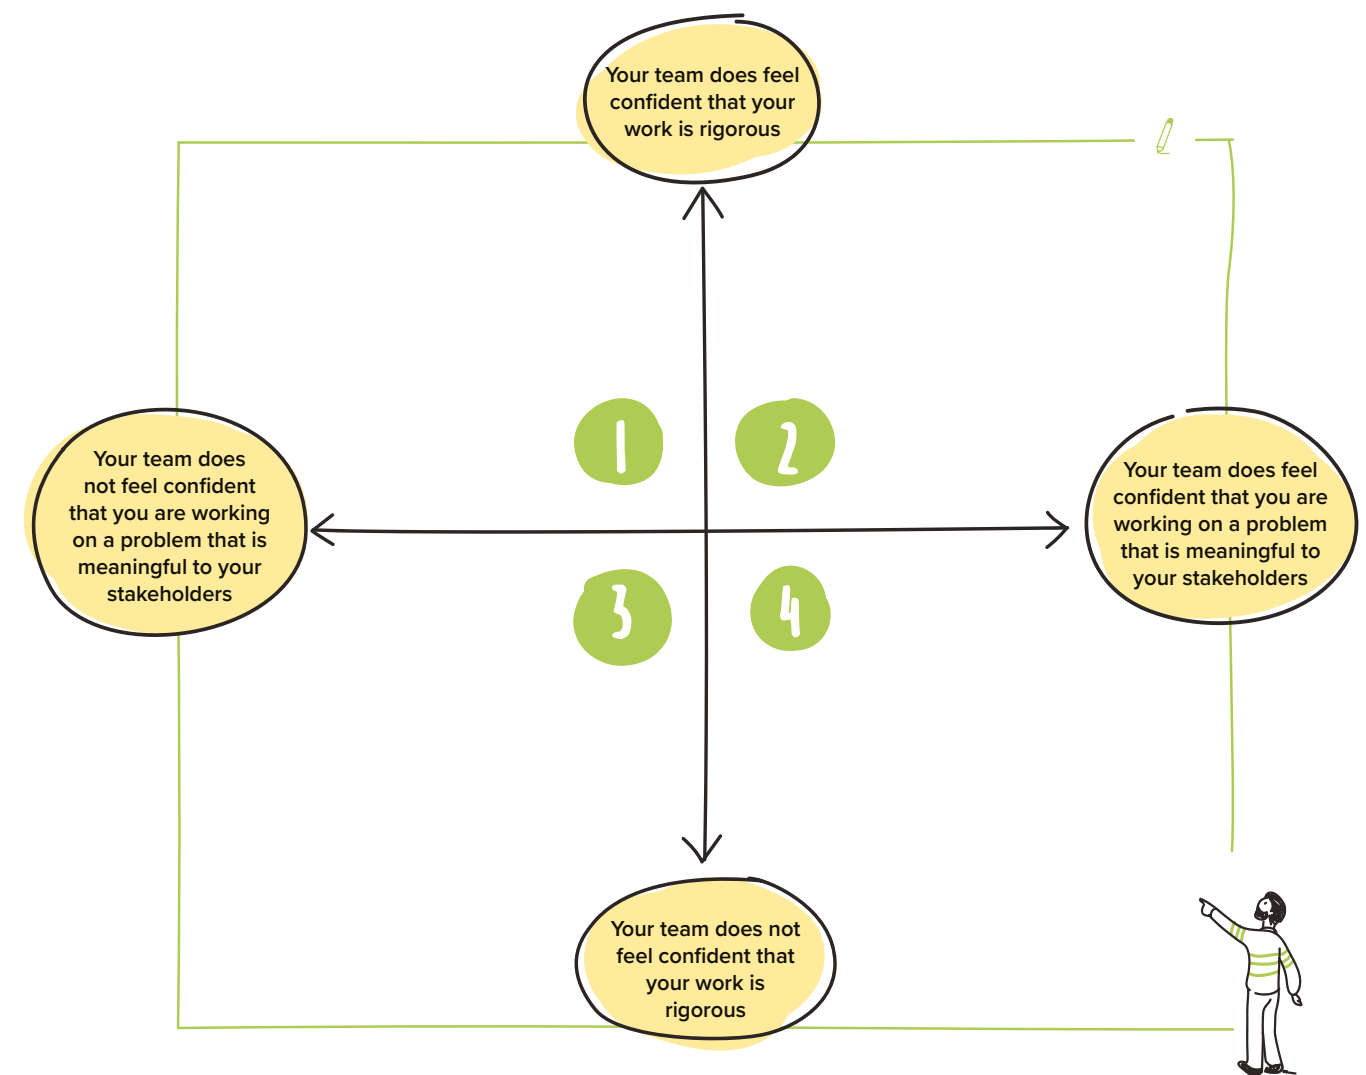 Your team does feel
confident that your
work is rigorous
1
2
Your team does
not feel confident
that you are working
on a problem that is
meaningful to your
stakeholders
Your team does feel
confident that you are
working on a problem
that is meaningful to
your stakeholders
3
4
Your team does not
feel confident that
your work is
rigorous